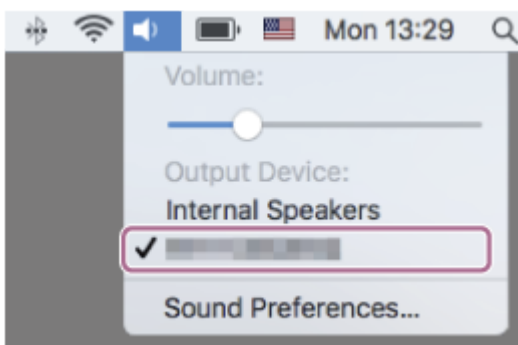 Mon 13:29
Volume:
Output Device:
Internal Speakers
Sound Preferences...